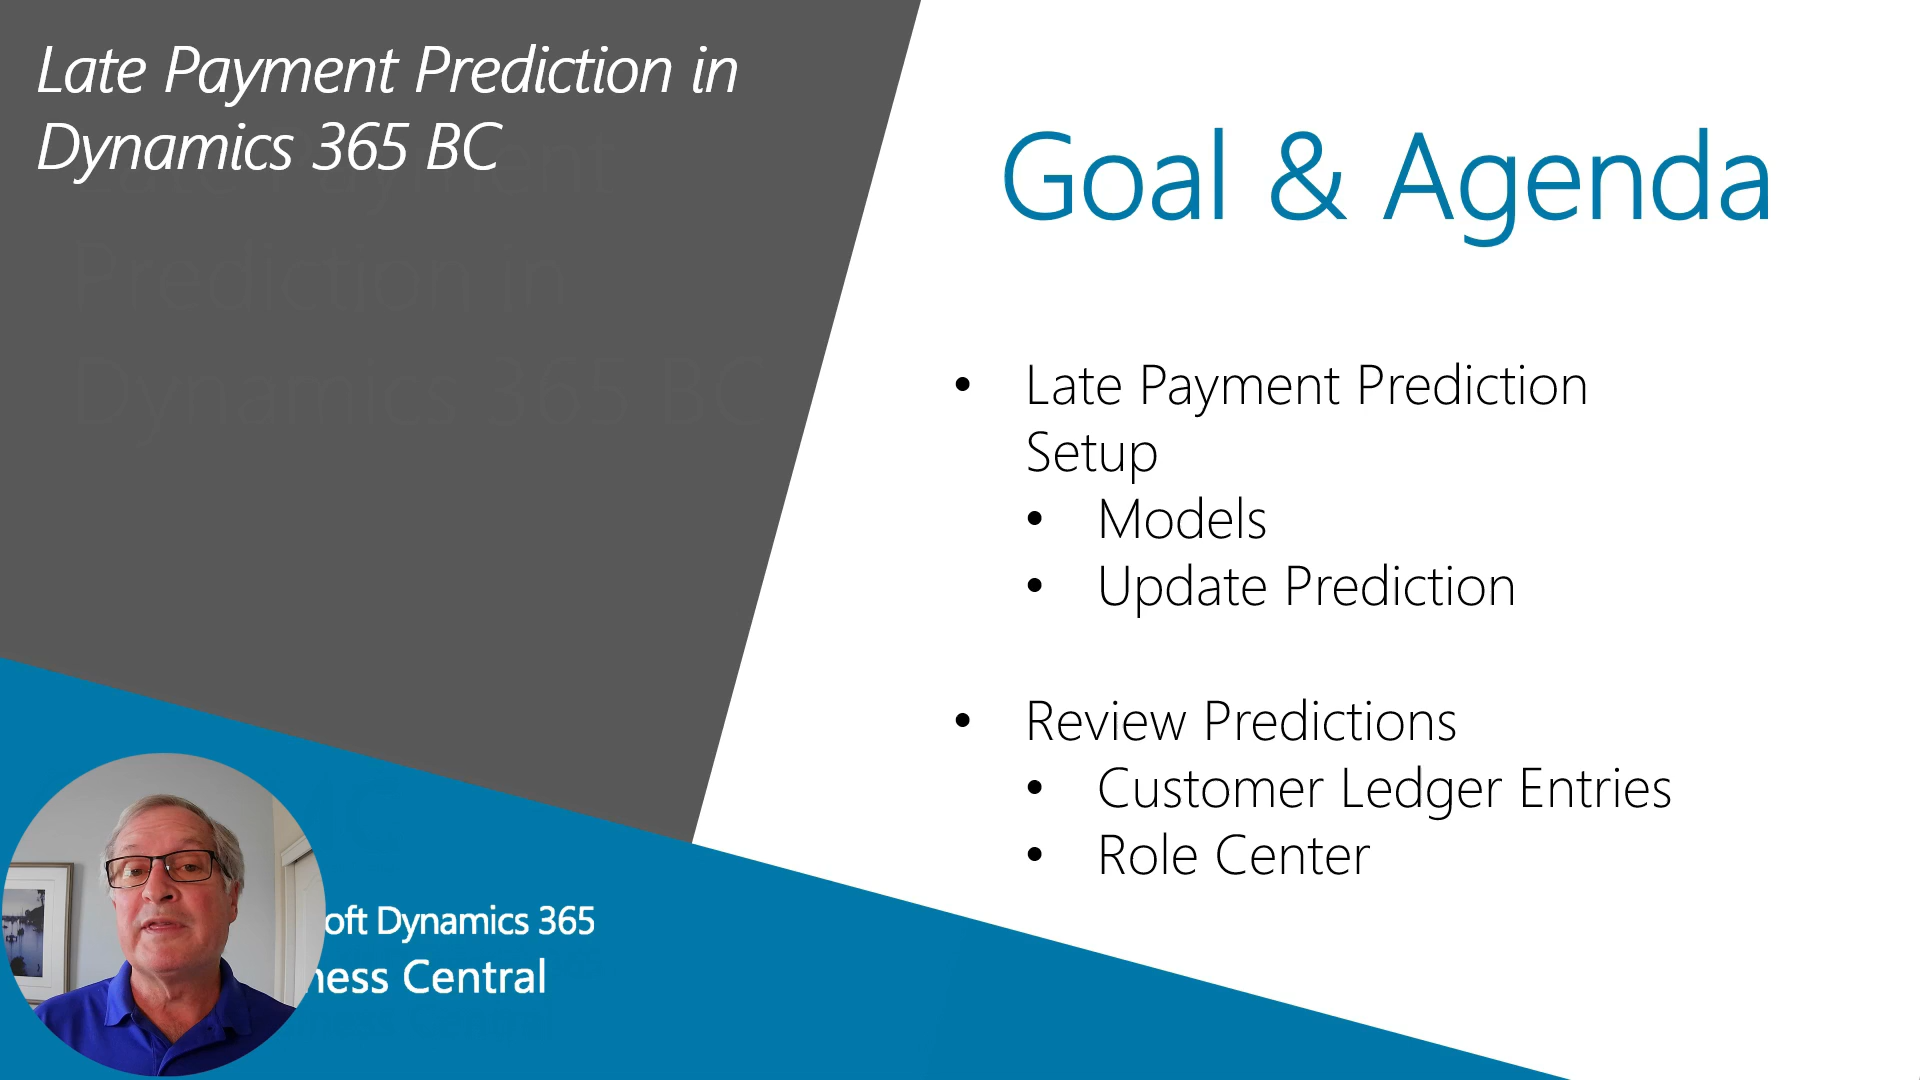 Late Payment Prediction in
Dynamics 365 BC
Goal & Agenda
• Late Payment Prediction
Setup
• Models
• Update Prediction
• Review Predictions
• Customer Ledger Entries
• Role Center
oft Dynamics 365
ness Central